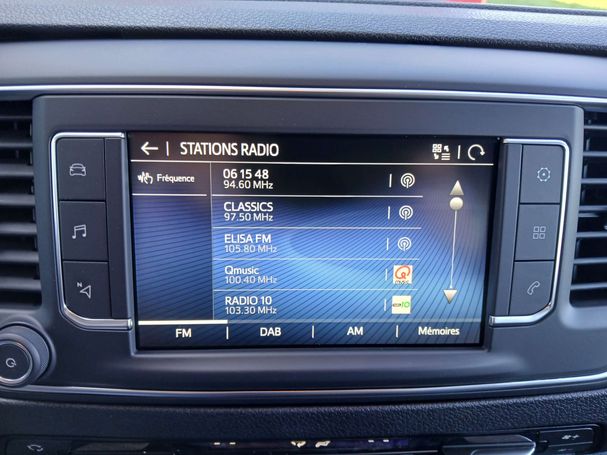 STATIONS RADIO
Fréquence
06 15 48
94.60 MHz
CLASSICS
97.50 MHz
ELISA FM
105.80 MHz
Qmusic
100.40 MHz
RADIO 10
103.30 MHz
FM
DAB
AM
Mémoires
N